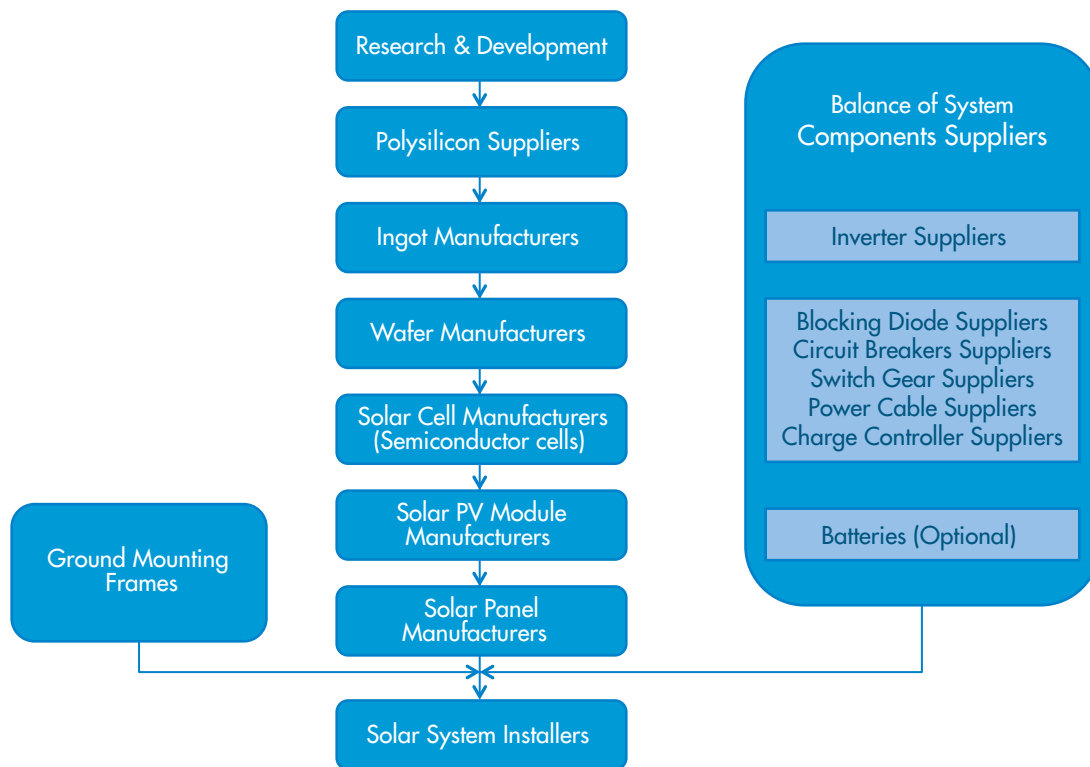 Research & Development
Polysilicon Suppliers
Ingot Manufacturers
Wafer Manufacturers
Solar Cell Manufacturers
(Semiconductor cells)
Solar PV Module
Manufacturers
Solar Panel
Manufacturers
Solar System Installers
Ground Mounting
Frames
Balance of System
Components Suppliers
Inverter Suppliers
Blocking Diode Suppliers
Circuit Breakers Suppliers
Switch Gear Suppliers
Power Cable Suppliers
Charge Controller Suppliers
Batteries (Optional)